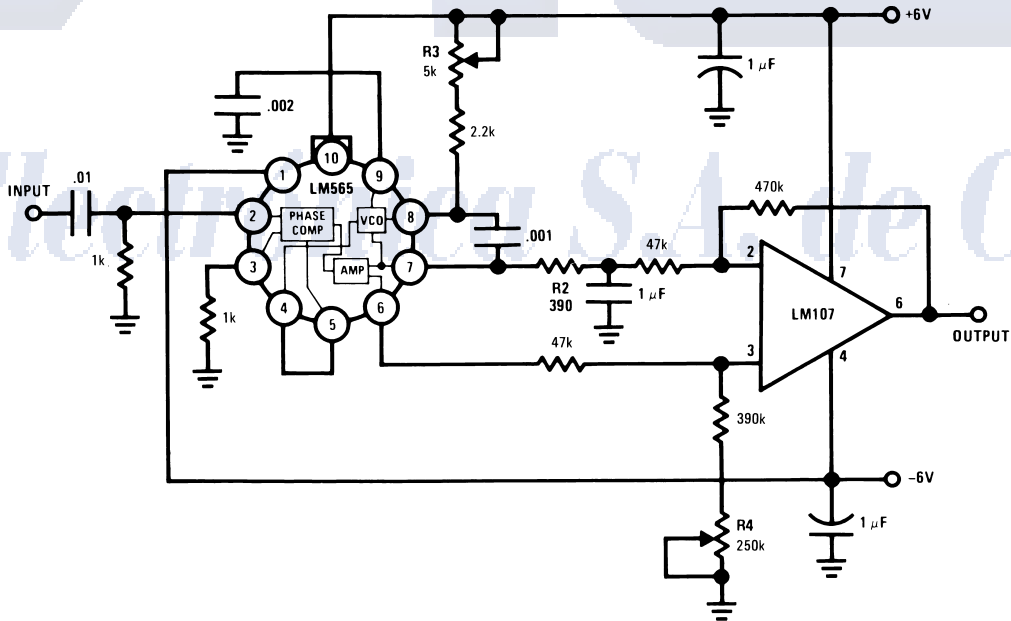 +6V
R3
5k
1 μF
.002
2.2k
10
1
9
LM565
INPUT
.01
470k
2
PHASE
COMP
VCO
8
.001
47k
1k
3
AMP
7
2
7
R2
390
1 μF
4
5
6
LM107
6
OUTPUT
1k
47k
3
4
390k
-6V
R4
250k
1 μF
S.A. de C